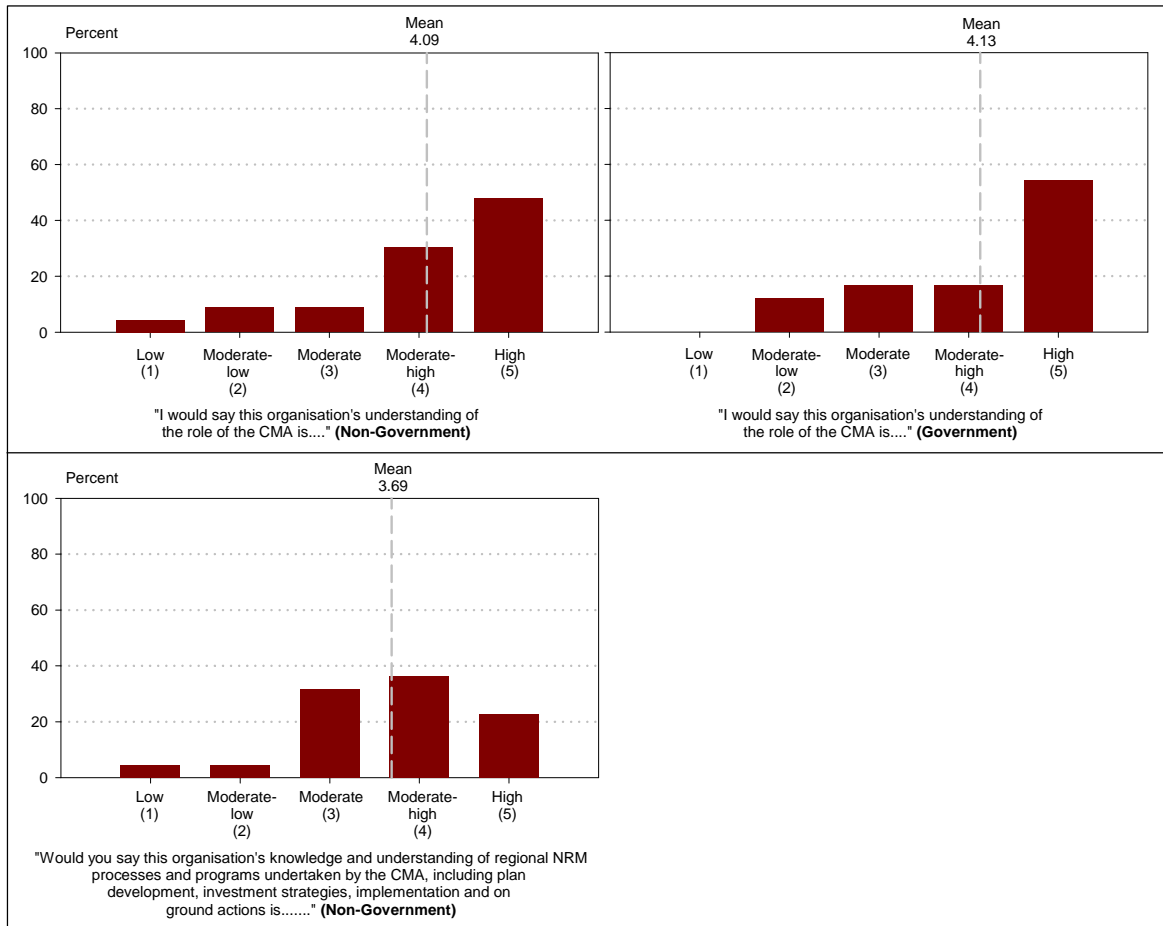 Percent
Mean
4.09
100
80
60
40
20
0
Low
(1)
Moderate-
low
(2)
Moderate
(3)
Moderate-
high
(4)
High
(5)
"I would say this organisation's understanding of
the role of the CMA is...." (Non-Government)
Mean
4.13
Low
(1)
Moderate-
low
(2)
Moderate
(3)
Moderate-
high
(4)
High
(5)
"I would say this organisation's understanding of
the role of the CMA is...." (Government)
Percent
Mean
3.69
100
80
60
40
20
0
Low
(1)
Moderate-
low
(2)
Moderate
(3)
Moderate-
high
(4)
High
(5)
"Would you say this organisation's knowledge and understanding of regional NRM
processes and programs undertaken by the CMA, including plan
development, investment strategies, implementation and on
ground actions is......." (Non-Government)